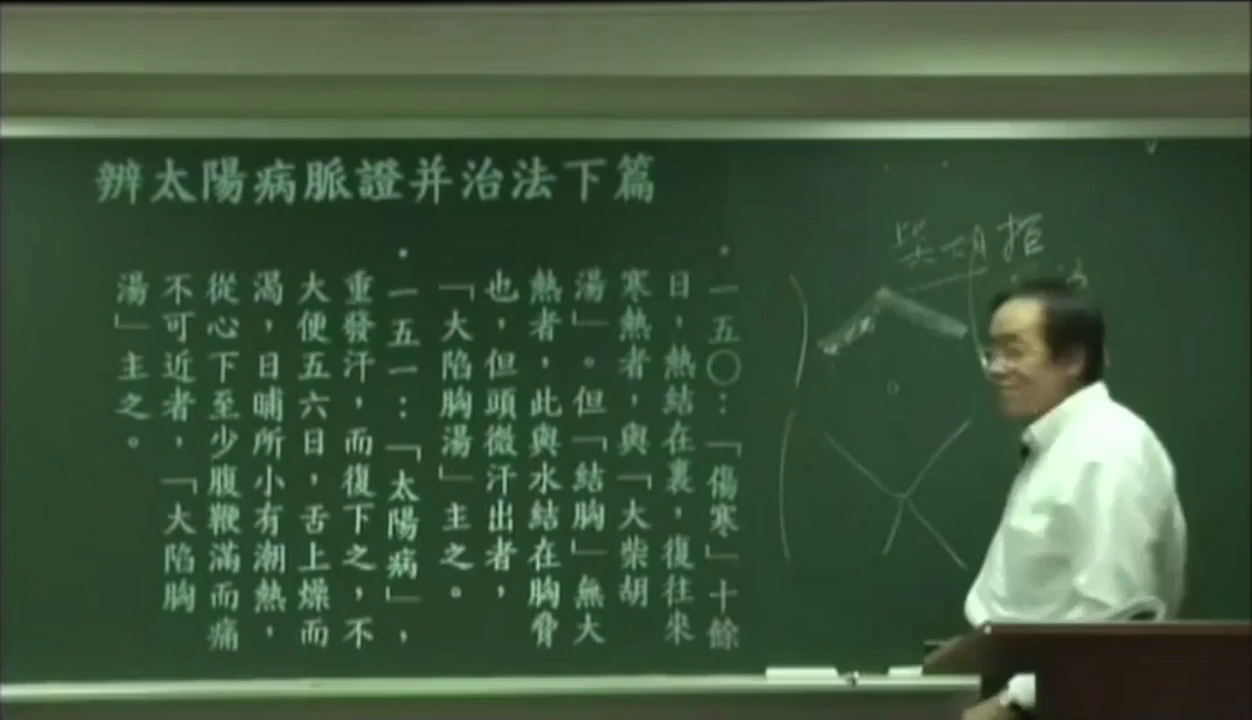 辨太陽病脈證并治法下篇
・一五〇：「傷寒」十餘
日，熱結在裏，復往來
寒熱者，與「大柴胡
湯」。但「結胸」無大
熱者，此與水結在胸脅
也，但頭微汗出者，
「大陷胸湯」主之。
・一五一：「太陽病」，
重發汗，而復下之，不
大便五六日，舌上燥而
渴，日晡所小有潮熱，
從心下至少腹鞕滿而痛
不可近者，「大陷胸
湯」主之。
柴胡指